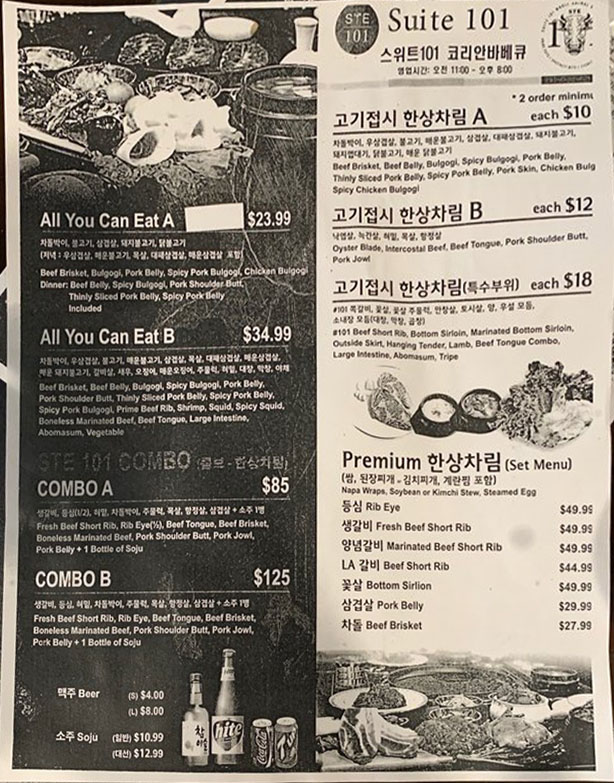 STE
101
Suite 101
스위트101 코리안바베큐
영업시간: 오전 11:00 - 오후 8:00
* 2 order minimu
고기접시 한상차림 A each $10
차돌박이, 우삼겹살, 불고기, 매운불고기, 삼겹살, 대패삼겹살, 돼지불고기,
돼지껍대기, 닭불고기, 매운 닭불고기
Beef Brisket, Beef Belly, Bulgogi, Spicy Bulgogi, Pork Belly,
Thinly Sliced Pork Belly, Spicy Pork Belly, Pork Skin, Chicken Bulg
Spicy Chicken Bulgogi
고기접시 한상차림 B each $12
낙엽살, 늑간살, 혀밑, 목살, 항정살
Oyster Blade, Intercostal Beef, Beef Tongue, Pork Shoulder Butt,
Pork Jowl
고기접시 한상차림(특수부위) each $18
#101 쪽갈비, 꽃살, 꽃살 주물럭, 안창살, 토시살, 양, 우설 모듬,
소내장 모듬(대창, 막창, 곱창)
#101 Beef Short Rib, Bottom Sirloin, Marinated Bottom Sirloin,
Outside Skirt, Hanging Tender, Lamb, Beef Tongue Combo,
Large Intestine, Abomasum, Tripe
Premium 한상차림 (Set Menu)
(쌈, 된장찌개 - 김치찌개, 계란찜 포함)
Napa Wraps, Soybean or Kimchi Stew, Steamed Egg
등심 Rib Eye $49.99
생갈비 Fresh Beef Short Rib $49.99
양념갈비 Marinated Beef Short Rib $49.99
LA 갈비 Beef Short Rib $44.99
꽃살 Bottom Sirlion $49.99
삼겹살 Pork Belly $29.99
차돌 Beef Brisket $27.99
All You Can Eat A $23.99
차돌박이, 불고기, 삼겹살, 돼지불고기, 닭불고기
(저녁 : 우삼겹살, 매운불고기, 목살, 대패삼겹살, 매운삼겹살 포함)
Beef Brisket, Bulgogi, Pork Belly, Spicy Pork Bulgogi, Chicken Bulgogi
Dinner: Beef Belly, Spicy Bulgogi, Pork Shoulder Butt,
Thinly Sliced Pork Belly, Spicy Pork Belly
Included
All You Can Eat B $34.99
차돌박이, 우삼겹살, 불고기, 매운불고기, 삼겹살, 목살, 대패삼겹살, 매운삼겹살,
매운 돼지불고기, 갈비살, 새우, 오징어, 매운오징어, 주물럭, 혀밑, 대창, 막창, 야채
Beef Brisket, Beef Belly, Bulgogi, Spicy Bulgogi, Pork Belly,
Pork Shoulder Butt, Thinly Sliced Pork Belly, Spicy Pork Belly,
Spicy Pork Bulgogi, Prime Beef Rib, Shrimp, Squid, Spicy Squid,
Boneless Marinated Beef, Beef Tongue, Large Intestine,
Abomasum, Vegetable
STE 101 COMBO (콤보 - 한상차림)
COMBO A $85
생갈비, 등심(1/2), 혀밑, 차돌박이, 주물럭, 목살, 항정살, 삼겹살 + 소주 1병
Fresh Beef Short Rib, Rib Eye(½), Beef Tongue, Beef Brisket,
Boneless Marinated Beef, Pork Shoulder Butt, Pork Jowl,
Pork Belly + 1 Bottle of Soju
COMBO B $125
생갈비, 등심, 혀밑, 차돌박이, 주물럭, 목살, 항정살, 삼겹살 + 소주 1병
Fresh Beef Short Rib, Rib Eye, Beef Tongue, Beef Brisket,
Boneless Marinated Beef, Pork Shoulder Butt, Pork Jowl,
Pork Belly + 1 Bottle of Soju
맥주 Beer (S) $4.00
(L) $8.00
소주 Soju (일반) $10.99
(대선) $12.99
hite
Coca-Cola